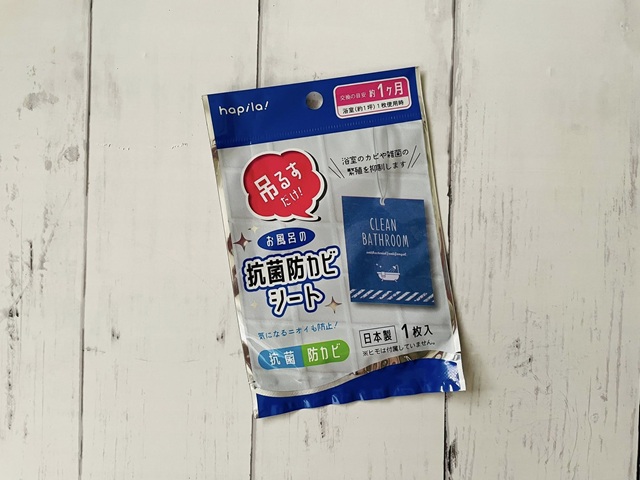 hapila!
交換の目安 約1ヶ月
浴室(約1坪)1枚使用時
浴室のカビや雑菌の
繁殖を抑制します
吊るす
だけ!
お風呂の
抗菌防カビ
シート
CLEAN
BATHROOM
気になるニオイも防止!
抗菌 防カビ
日本製 1枚入
※ヒモは付属していません。